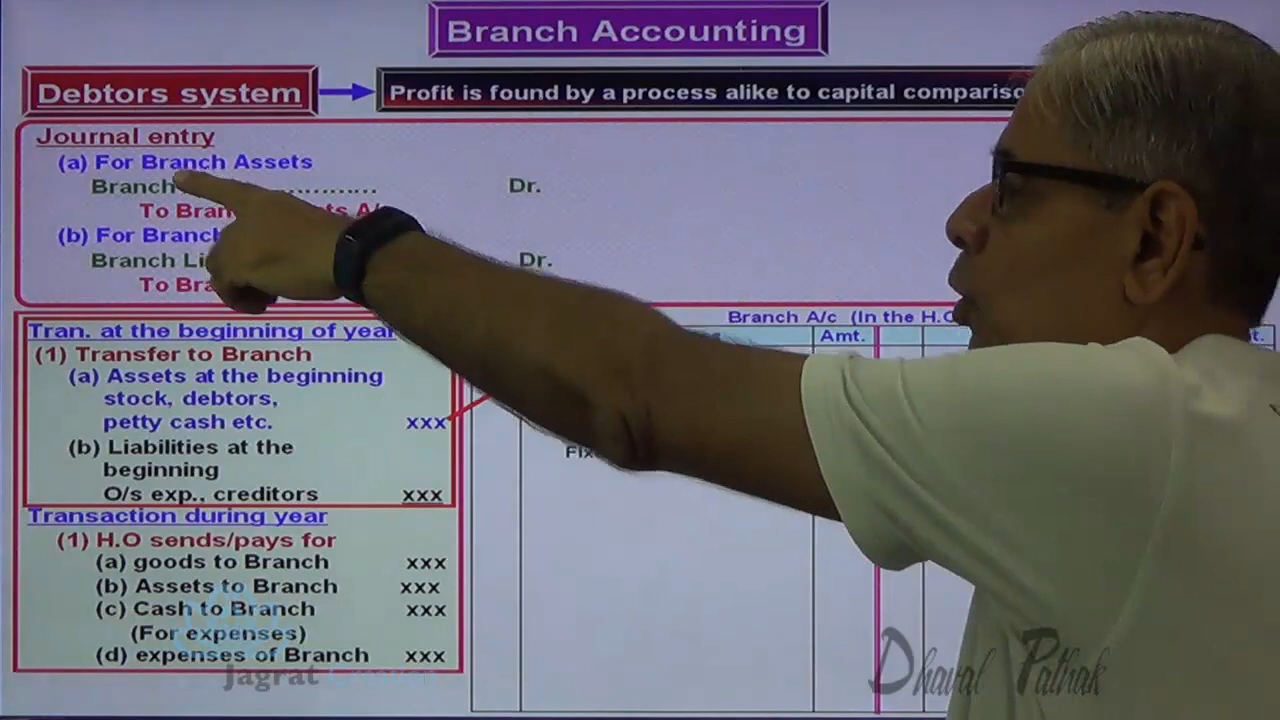 Branch Accounting
Debtors system
Profit is found by a process alike to capital
Journal entry
(a) For Branch Assets
Branch .................... Dr.
To
(b) For Branch
Branch Dr.
To
Tran. at the beginning of year
(1) Transfer to Branch
(a) Assets at the beginning
stock, debtors,
petty cash etc. xxx
(b) Liabilities at the
beginning
O/s exp., creditors xxx
Transaction during year
(1) H.O sends/pays for
(a) goods to Branch xxx
(b) Assets to Branch xxx
(c) Cash to Branch xxx
(For expenses)
(d) expenses of Branch xxx
Branch A/c (In the
Amt.
Jagrat
Dhaval Pathak